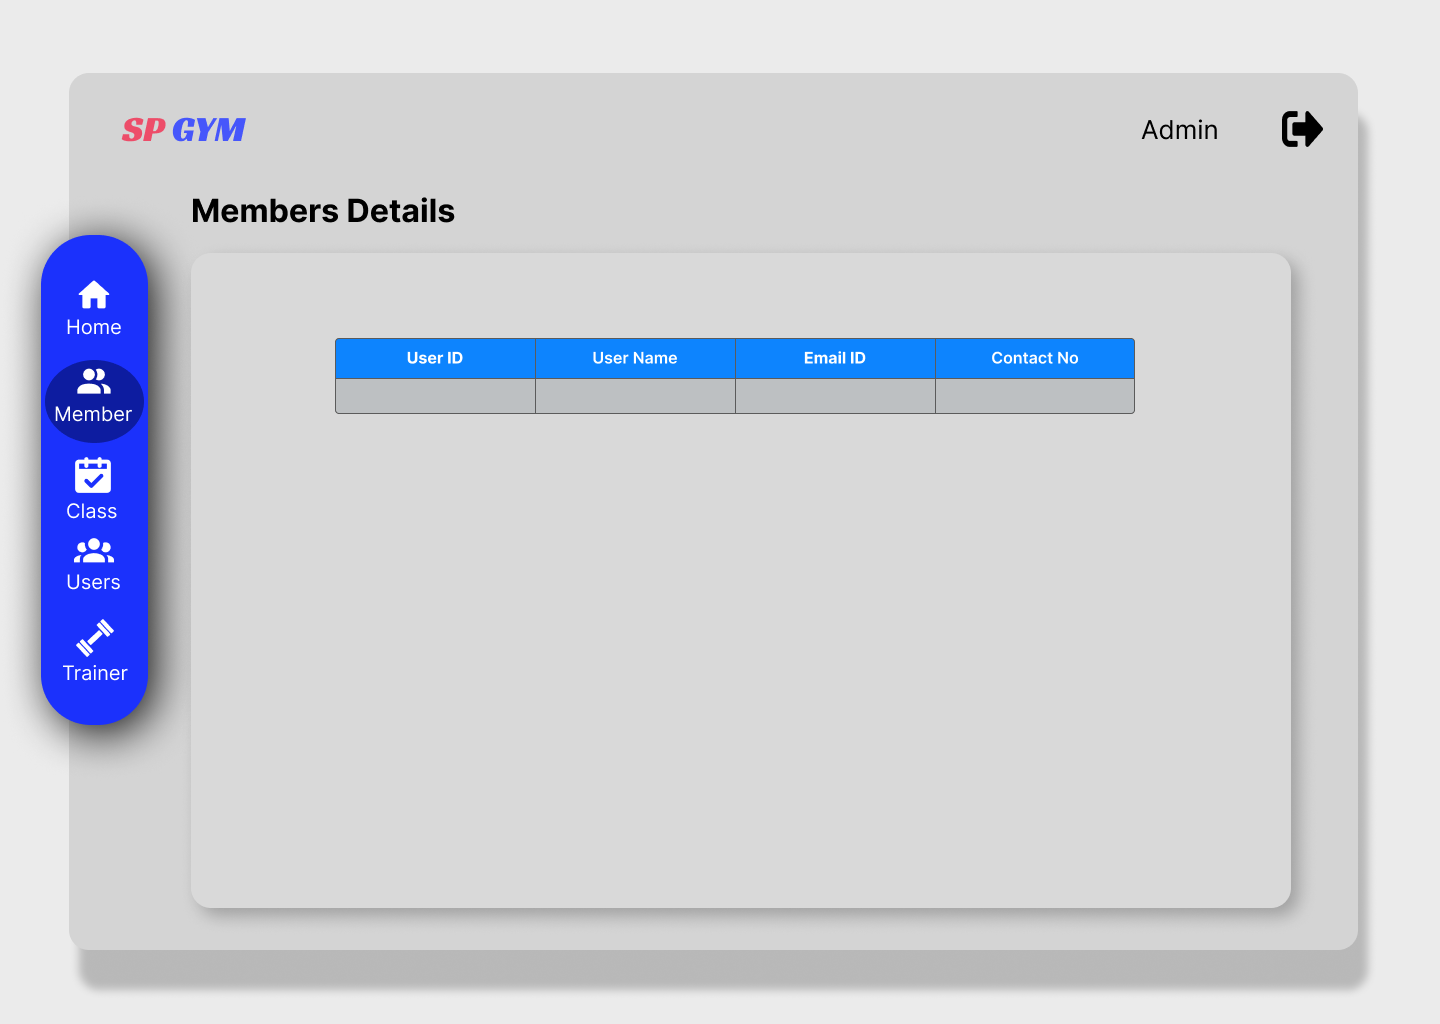 SP GYM
Admin
Members Details
Home
Member
Class
Users
Trainer
User ID User Name Email ID Contact No